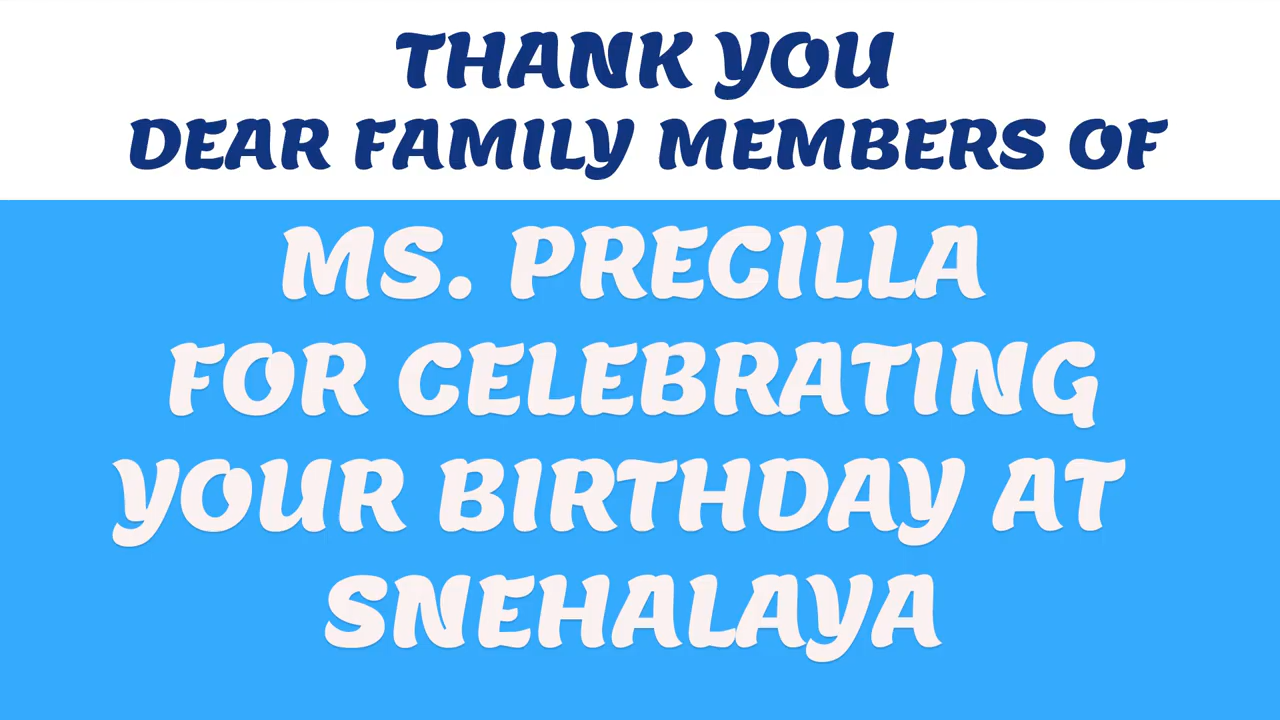 THANK YOU
DEAR FAMILY MEMBERS OF
MS. PRECILLA
FOR CELEBRATING
YOUR BIRTHDAY AT
SNEHALAYA